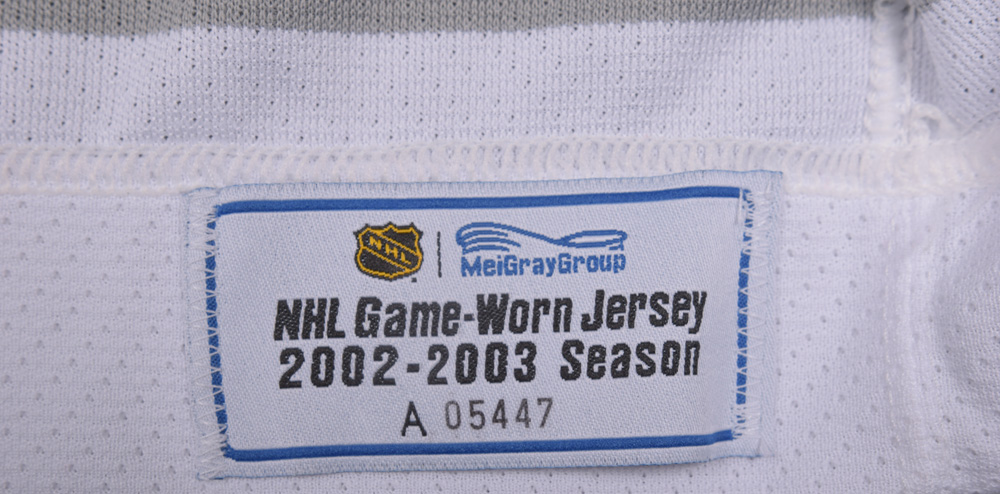 NHL | MeiGrayGroup
NHL Game-Worn Jersey
2002-2003 Season
A 05447